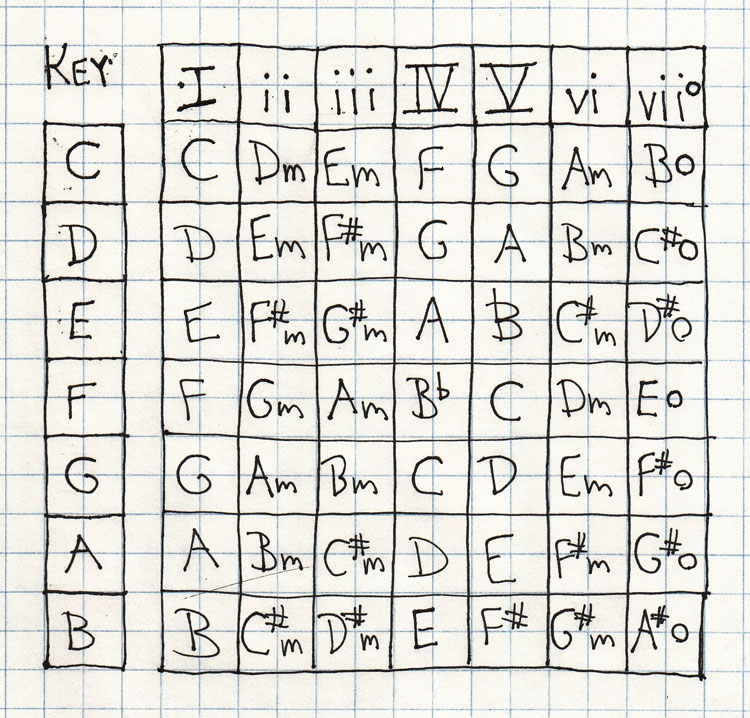 KEY I ii iii IV V vi vii°
C C Dm Em F G Am B°
D D Em F#m G A Bm C#°
E E F#m G#m A B C#m D#°
F F Gm Am B♭ C Dm E°
G G Am Bm C D Em F#°
A A Bm C#m D E F#m G#°
B B C#m D#m E F# G#m A#°